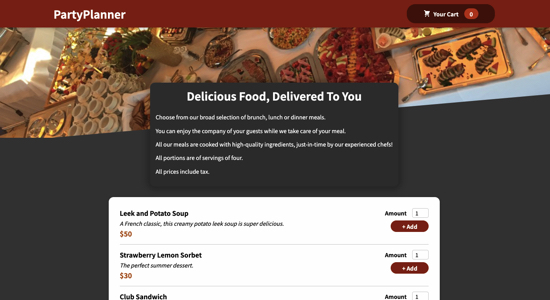 PartyPlanner
Your Cart 0
Delicious Food, Delivered To You
Choose from our broad selection of brunch, lunch or dinner meals.
You can enjoy the company of your guests while we take care of your meal.
All our meals are cooked with high-quality ingredients, just-in-time by our experienced chefs!
All portions are of servings of four.
All prices include tax.
Leek and Potato Soup
Amount 1
A French classic, this creamy potato leek soup is super delicious.
+ Add
$50
Strawberry Lemon Sorbet
Amount 1
The perfect summer dessert.
+ Add
$30
Club Sandwich
Amount 1